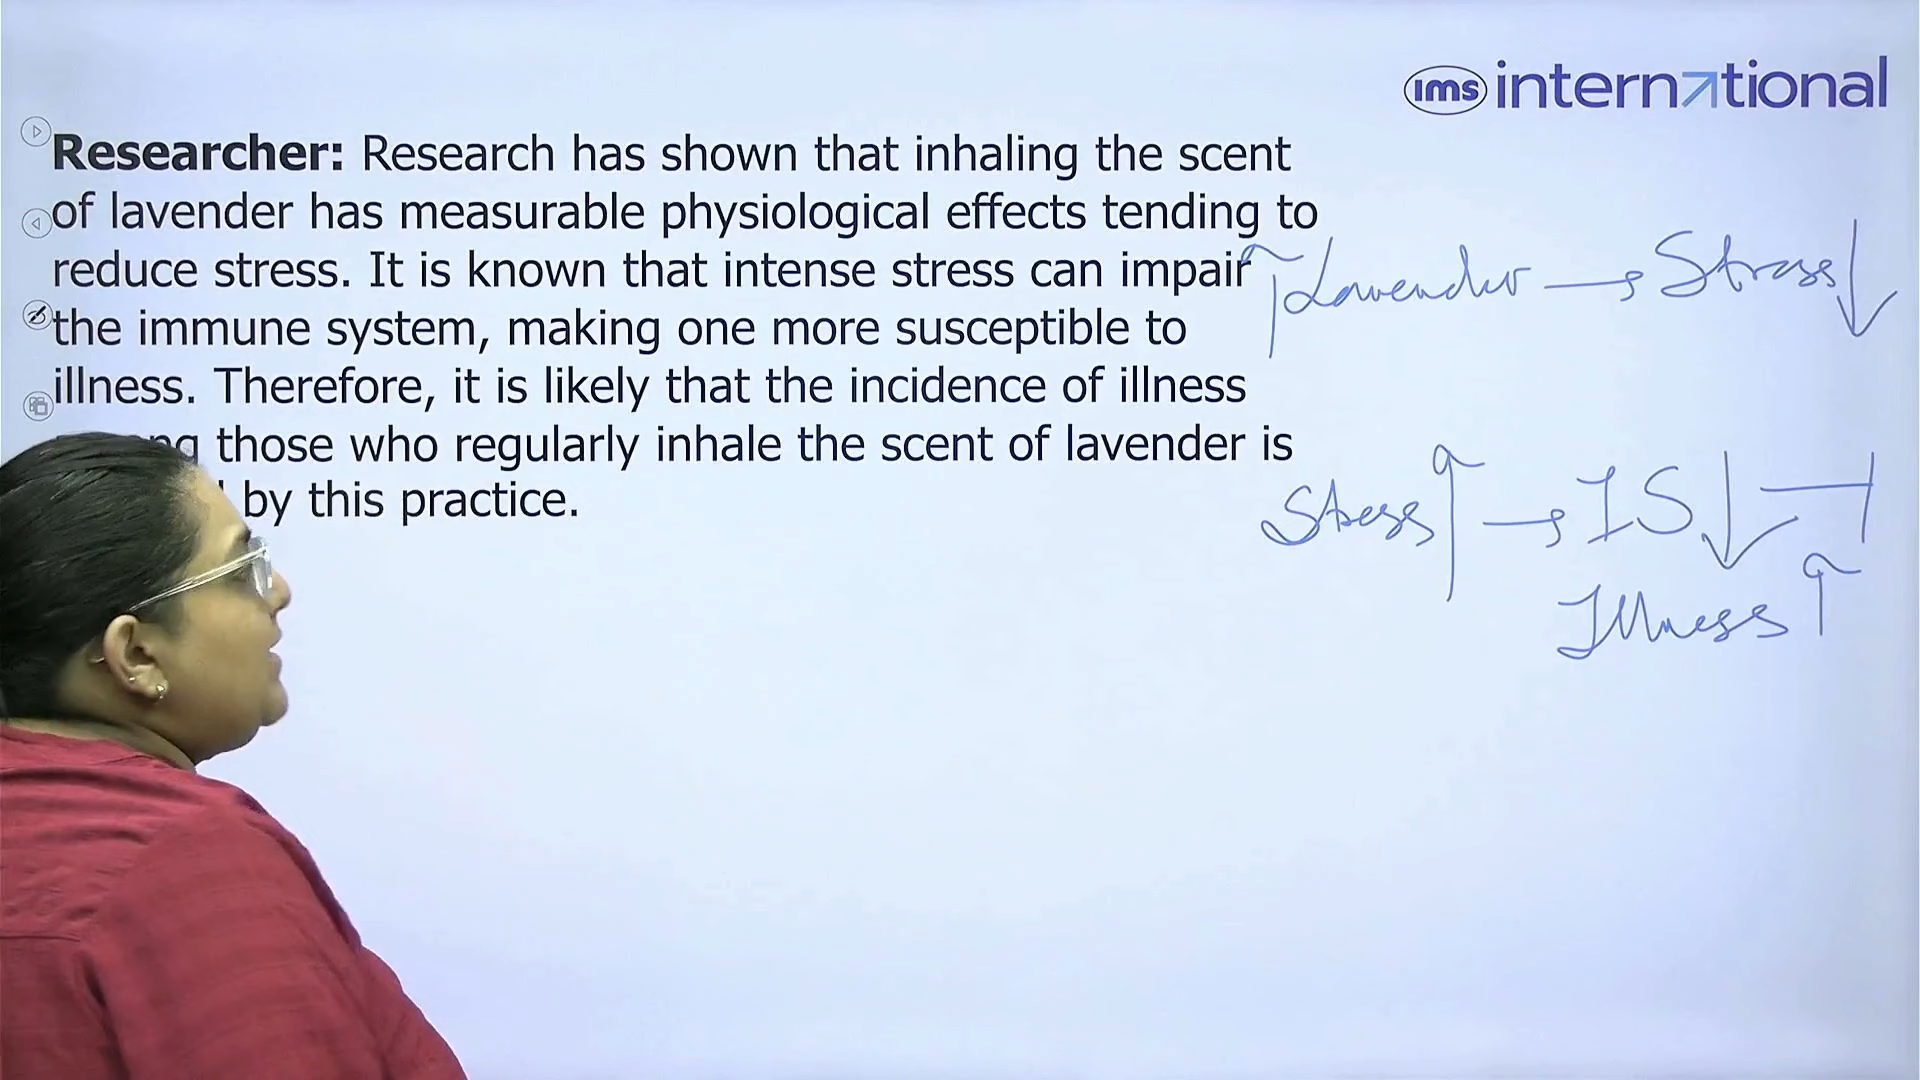 ims international
Researcher: Research has shown that inhaling the scent
of lavender has measurable physiological effects tending to
reduce stress. It is known that intense stress can impair
the immune system, making one more susceptible to
illness. Therefore, it is likely that the incidence of illness
those who regularly inhale the scent of lavender is
by this practice.
Lavender → Stress ↓
Stress ↑ → IS ↓
Illness ↑